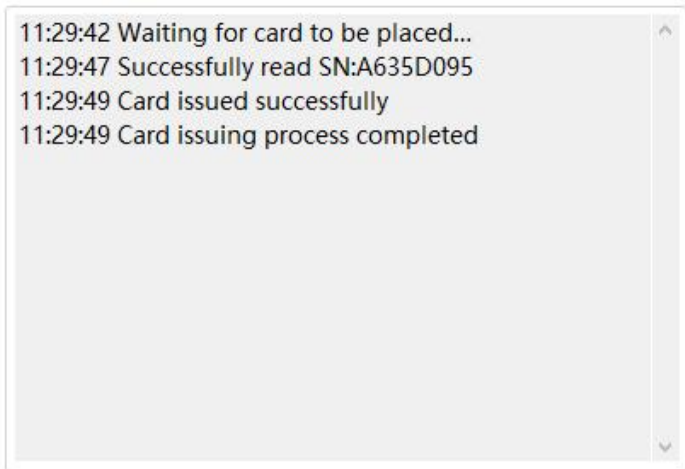 11:29:42 Waiting for card to be placed...
11:29:47 Successfully read SN:A635D095
11:29:49 Card issued successfully
11:29:49 Card issuing process completed